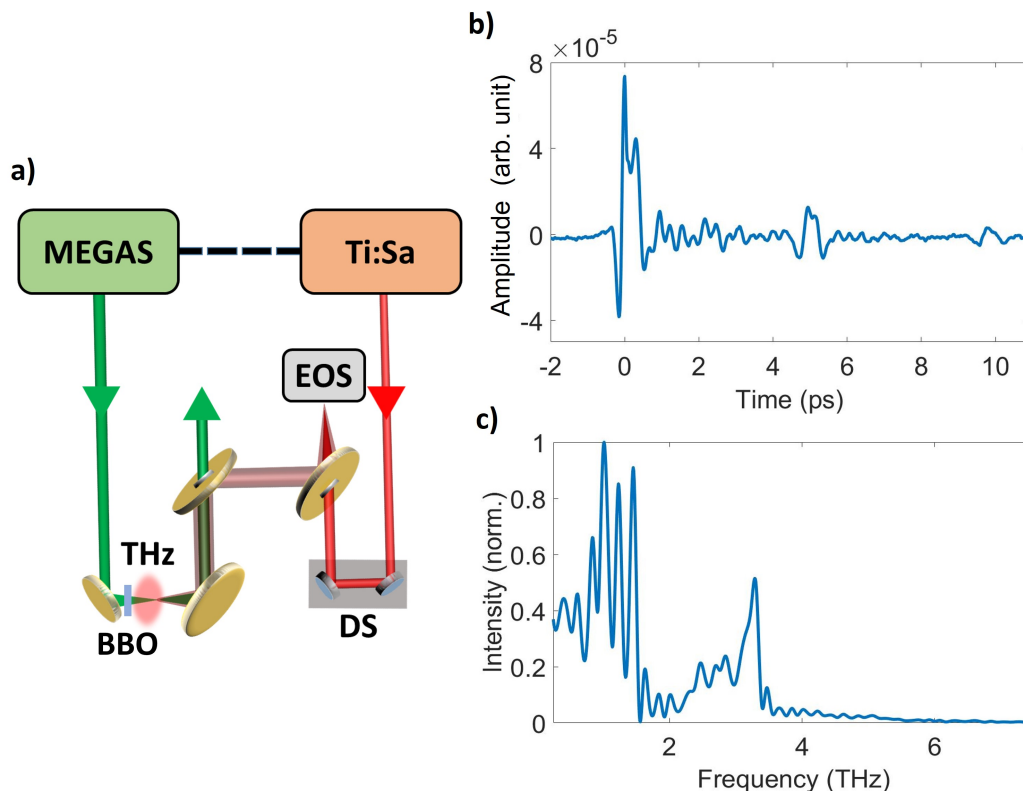 a)
MEGAS
Ti:Sa
EOS
THz
BBO
DS
b)
×10⁻⁵
8
4
0
-4
Amplitude (arb. unit)
-2 0 2 4 6 8 10
Time (ps)
c)
1
0.8
0.6
0.4
0.2
0
Intensity (norm.)
2 4 6
Frequency (THz)